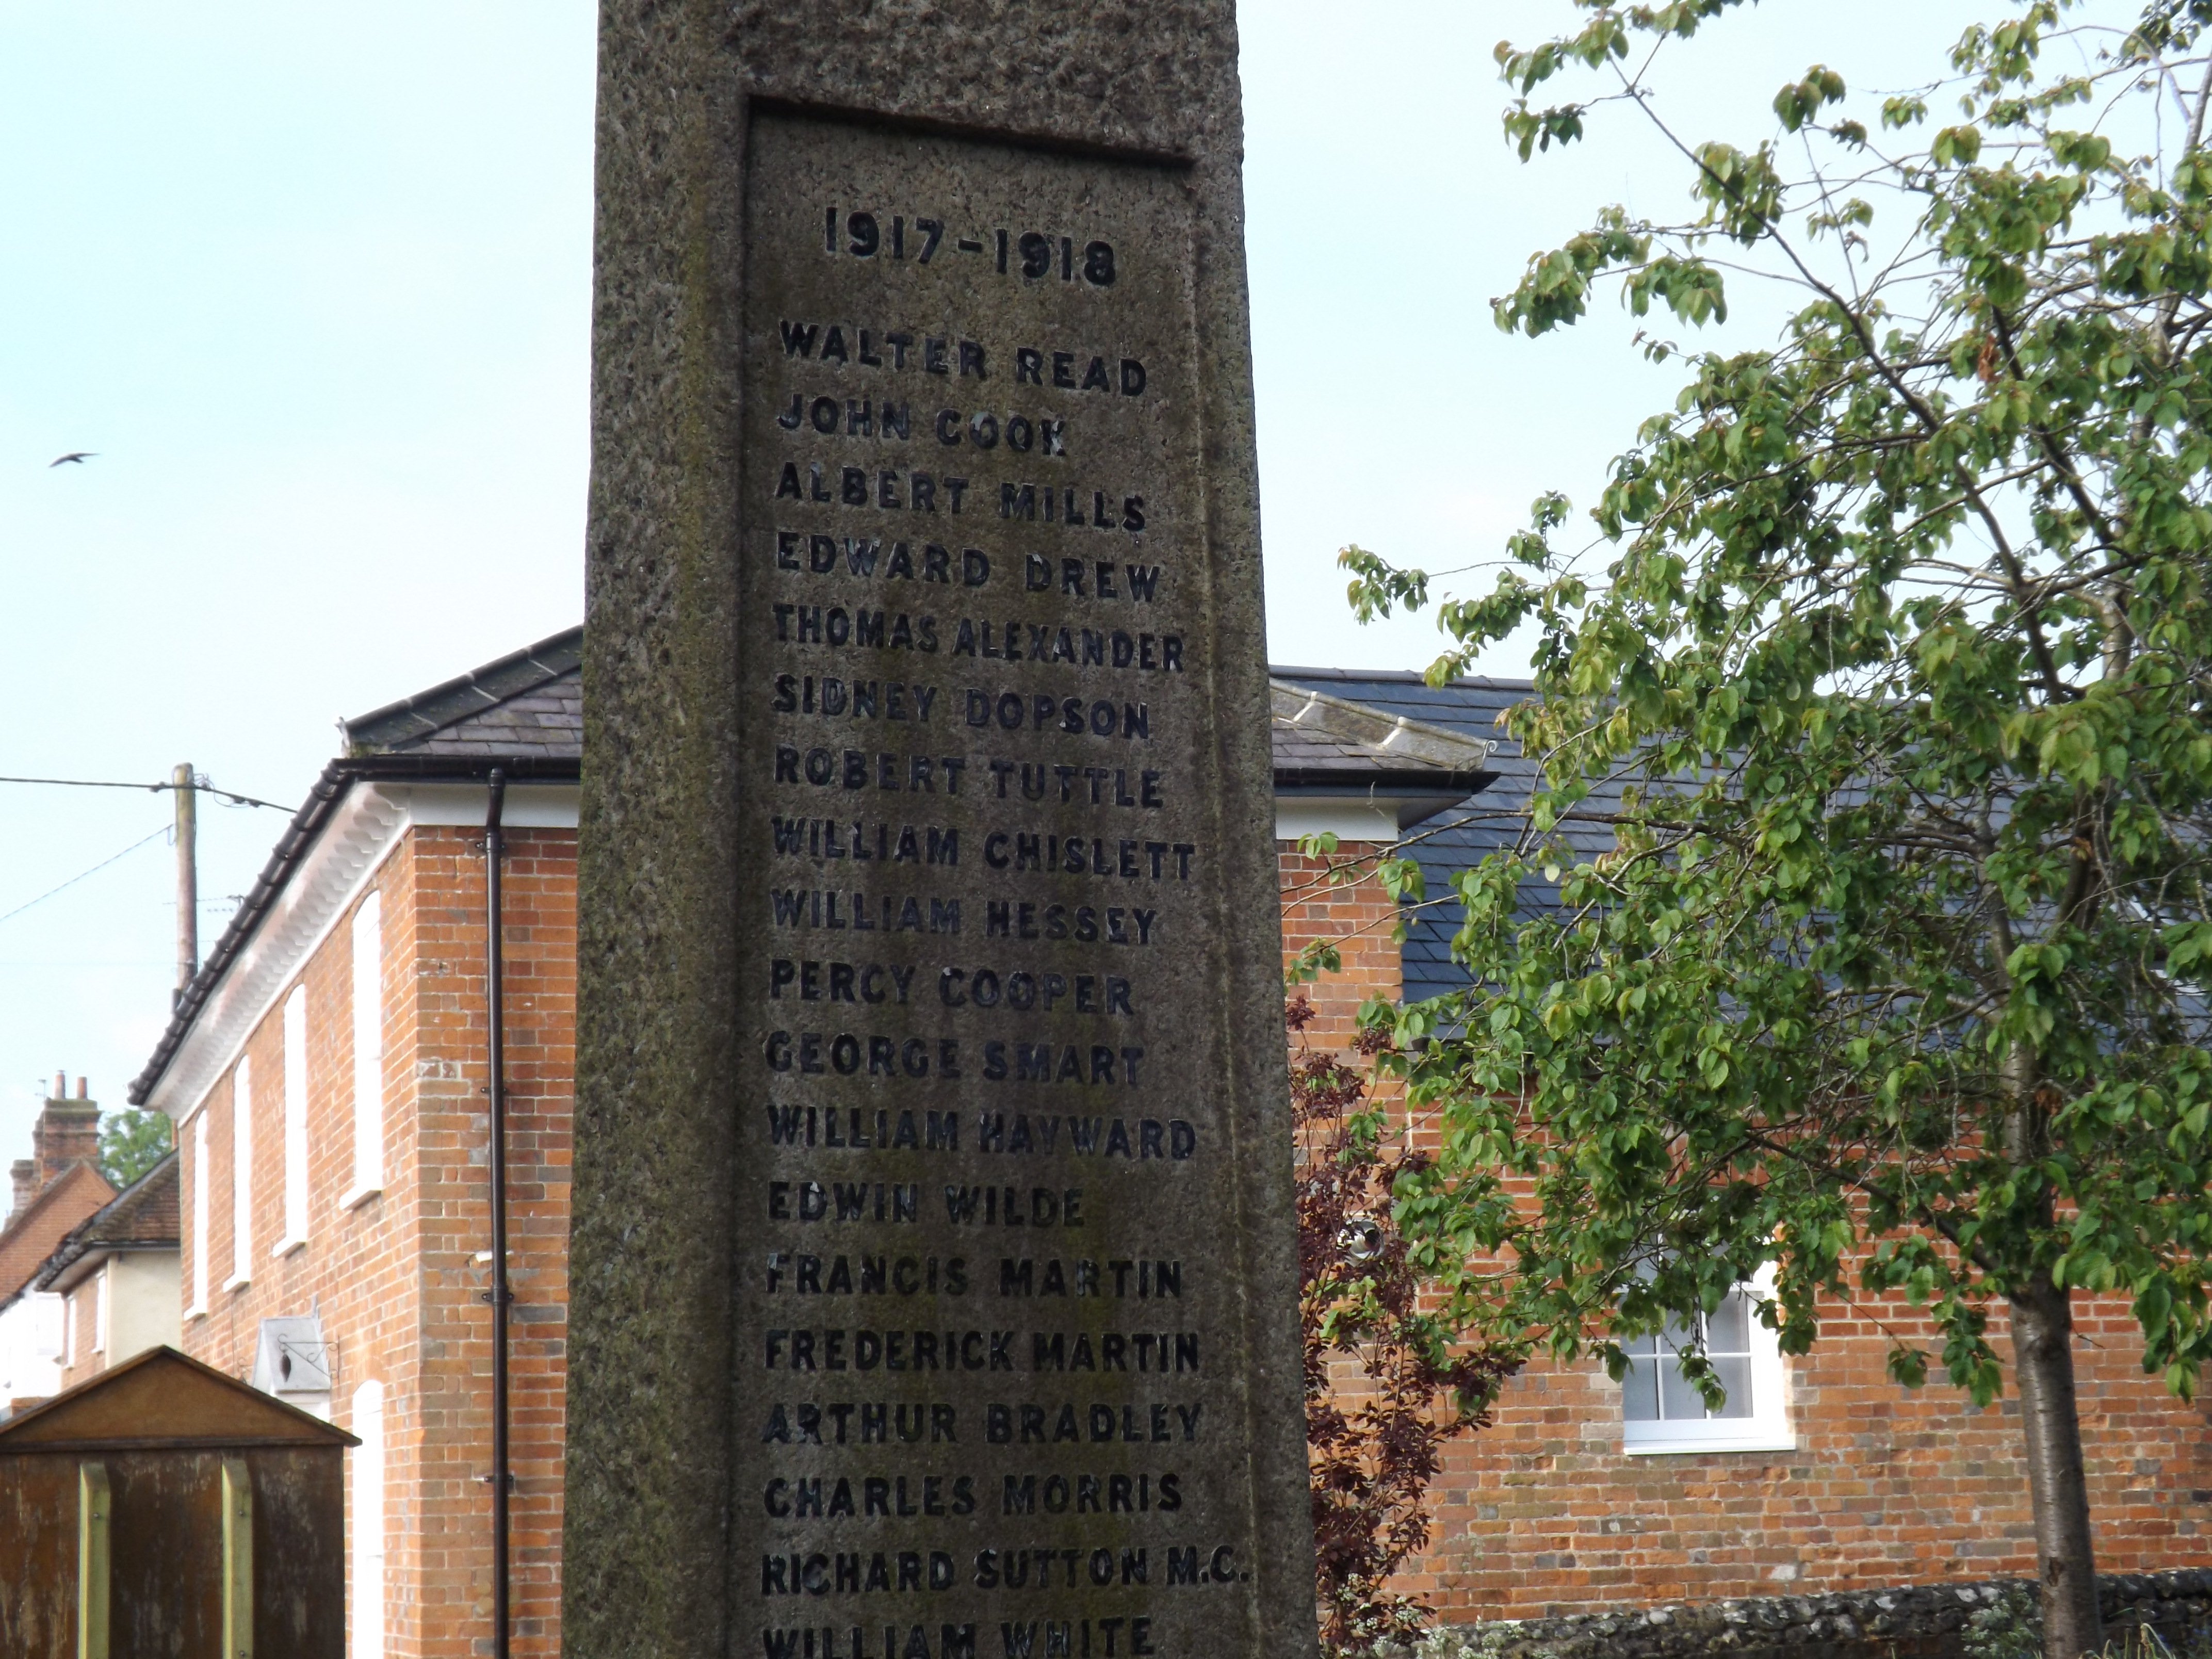 1917-1918
WALTER READ
JOHN COOK
ALBERT MILLS
EDWARD DREW
THOMAS ALEXANDER
SIDNEY DOPSON
ROBERT TUTTLE
WILLIAM CHISLETT
WILLIAM HESSEY
PERCY COOPER
GEORGE SMART
WILLIAM HAYWARD
EDWIN WILDE
FRANCIS MARTIN
FREDERICK MARTIN
ARTHUR BRADLEY
CHARLES MORRIS
RICHARD SUTTON M.C.
WILLIAM WHITE